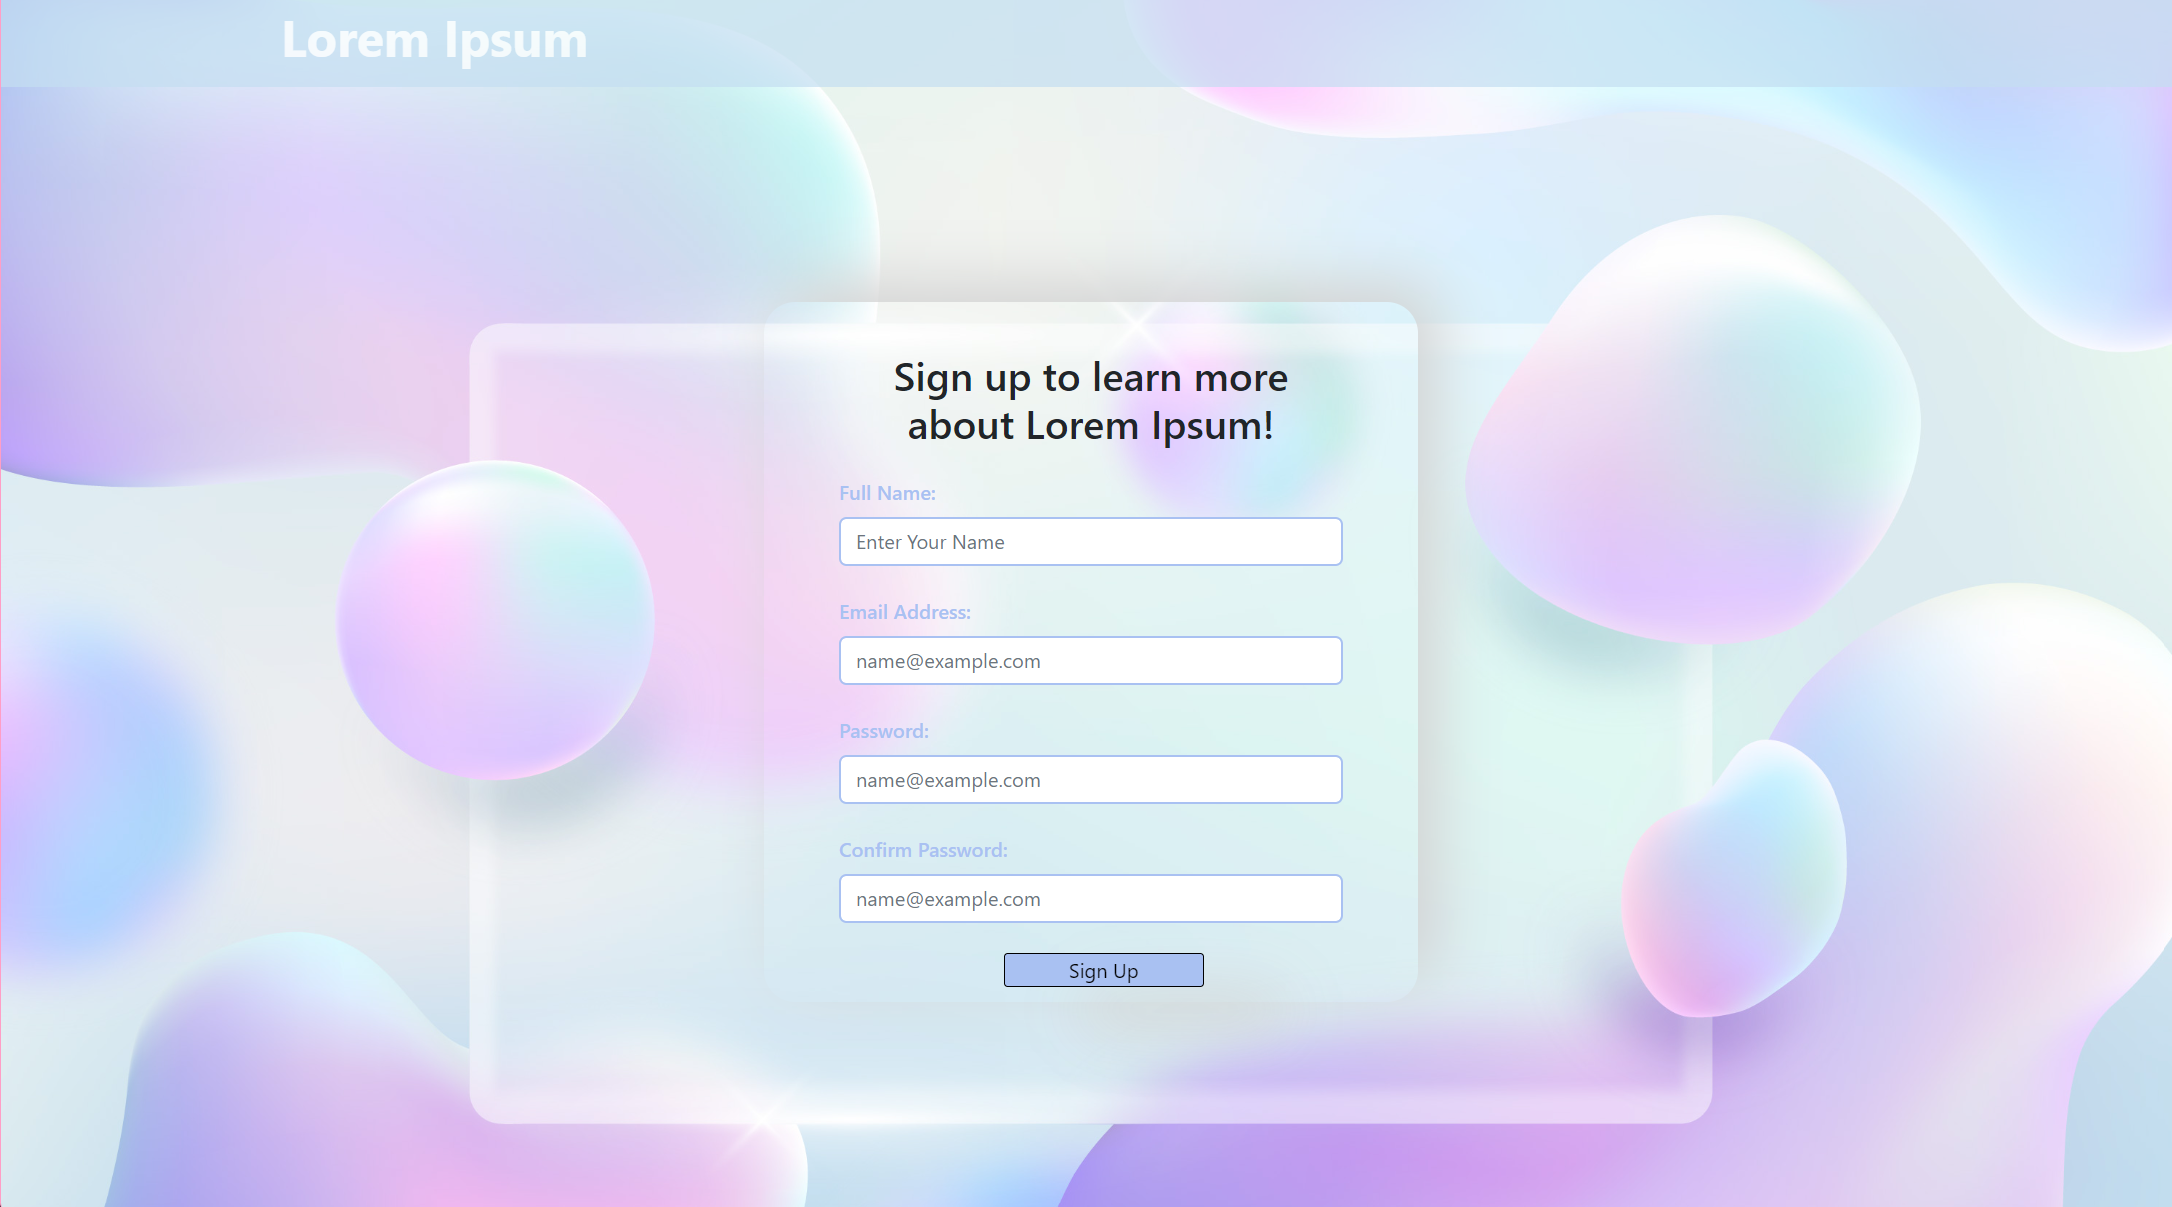 Lorem Ipsum
Sign up to learn more
about Lorem Ipsum!
Full Name:
Enter Your Name
Email Address:
name@example.com
Password:
name@example.com
Confirm Password:
name@example.com
Sign Up